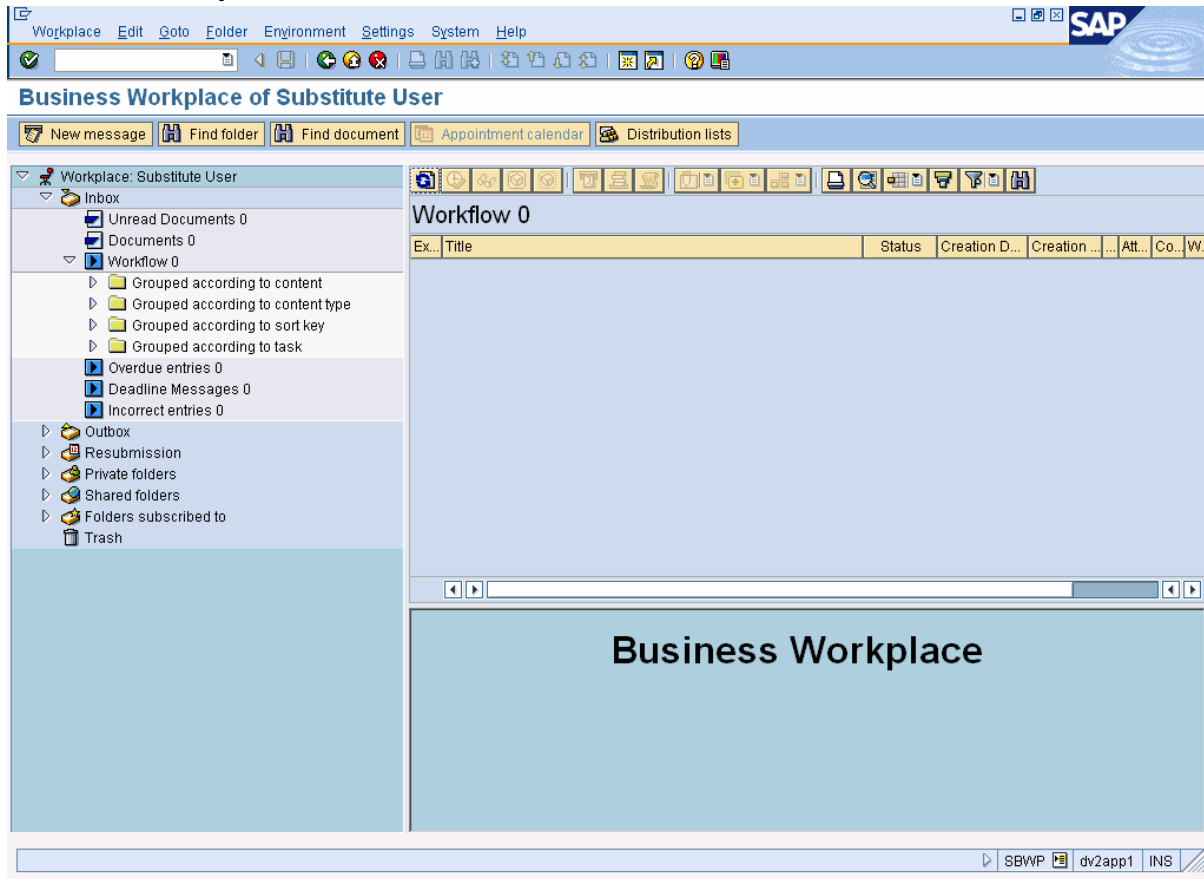 Workplace Edit Goto Folder Environment Settings System Help
SAP
Business Workplace of Substitute User
New message Find folder Find document Appointment calendar Distribution lists
Workplace: Substitute User
Inbox
Unread Documents 0
Documents 0
Workflow 0
Grouped according to content
Grouped according to content type
Grouped according to sort key
Grouped according to task
Overdue entries 0
Deadline Messages 0
Incorrect entries 0
Outbox
Resubmission
Private folders
Shared folders
Folders subscribed to
Trash
Workflow 0
Ex... Title Status Creation D... Creation ... ... Att... Co... W.
Business Workplace
SBWP dv2app1 INS